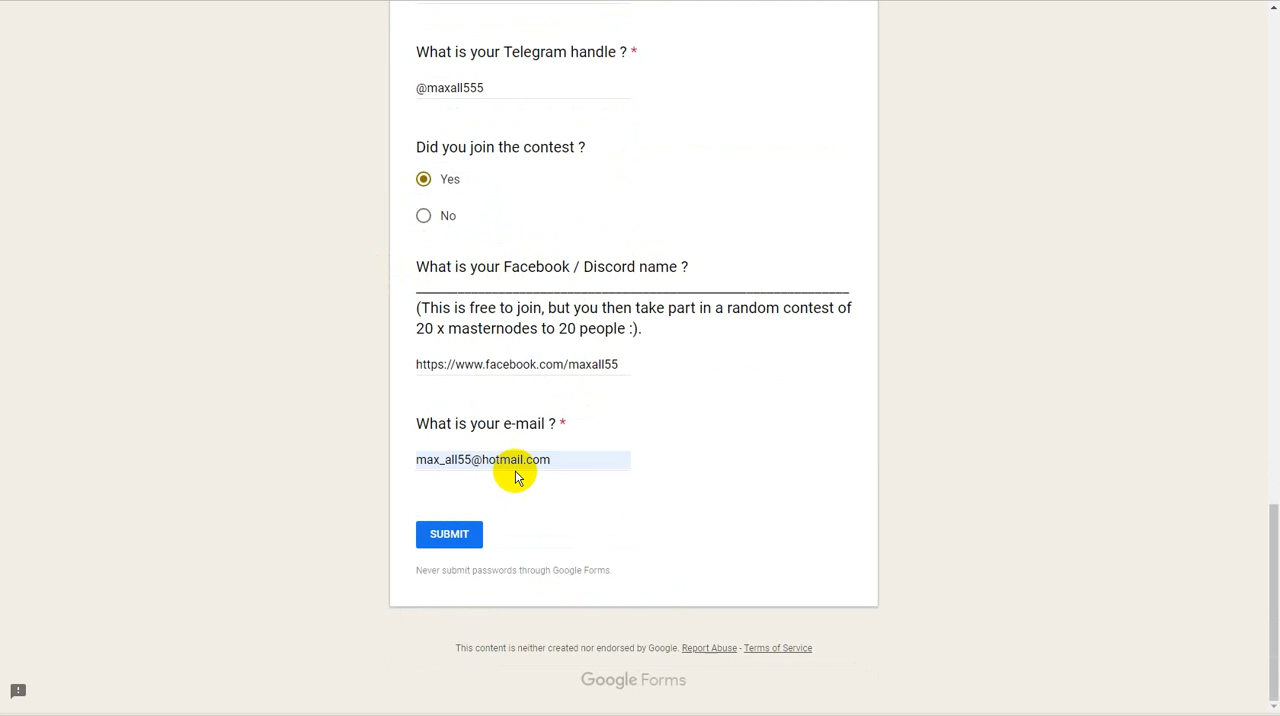 What is your Telegram handle ? *
@maxall555
Did you join the contest ?
Yes
No
What is your Facebook / Discord name ?
______________________________________________________________
(This is free to join, but you then take part in a random contest of
20 x masternodes to 20 people :).
https://www.facebook.com/maxall55
What is your e-mail ? *
max_all55@hotmail.com
SUBMIT
Never submit passwords through Google Forms.
This content is neither created nor endorsed by Google. Report Abuse - Terms of Service
Google Forms